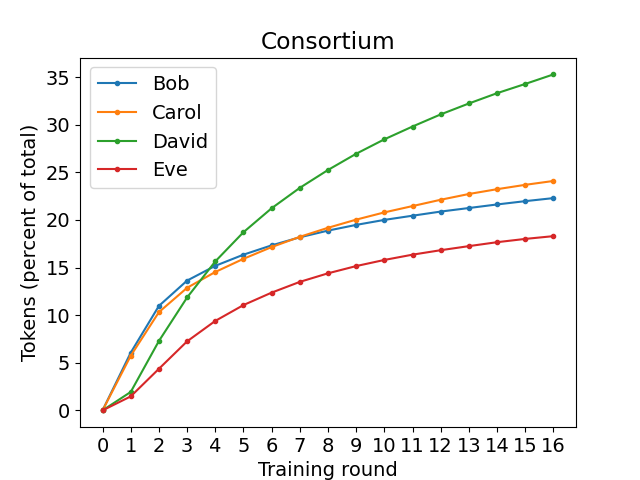 Consortium
Bob
Carol
David
Eve
Tokens (percent of total)
35
30
25
20
15
10
5
0
0 1 2 3 4 5 6 7 8 9 10 11 12 13 14 15 16
Training round